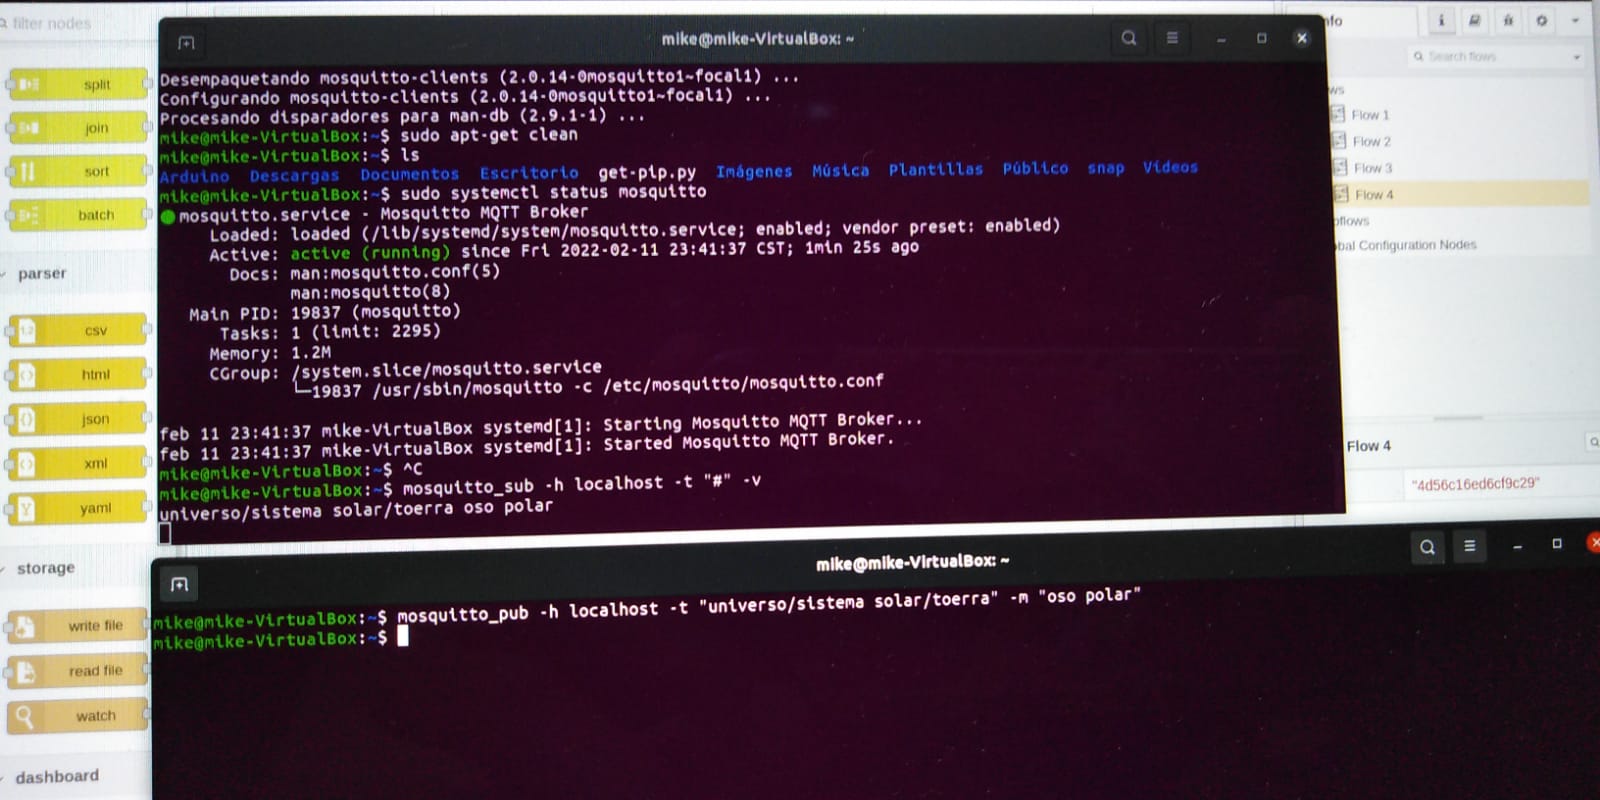 filter nodes
split
join
sort
batch
parser
csv
html
json
xml
yaml
storage
write file
read file
watch
dashboard
mike@mike-VirtualBox: ~
Desempaquetando mosquitto-clients (2.0.14-0mosquitto1~focal1) ...
Configurando mosquitto-clients (2.0.14-0mosquitto1~focal1) ...
Procesando disparadores para man-db (2.9.1-1) ...
mike@mike-VirtualBox:~$ sudo apt-get clean
mike@mike-VirtualBox:~$ ls
Arduino Descargas Documentos Escritorio get-pip.py Imágenes Música Plantillas Público snap Vídeos
mike@mike-VirtualBox:~$ sudo systemctl status mosquitto
● mosquitto.service - Mosquitto MQTT Broker
Loaded: loaded (/lib/systemd/system/mosquitto.service; enabled; vendor preset: enabled)
Active: active (running) since Fri 2022-02-11 23:41:37 CST; 1min 25s ago
Docs: man:mosquitto.conf(5)
man:mosquitto(8)
Main PID: 19837 (mosquitto)
Tasks: 1 (limit: 2295)
Memory: 1.2M
CGroup: /system.slice/mosquitto.service
└─19837 /usr/sbin/mosquitto -c /etc/mosquitto/mosquitto.conf
feb 11 23:41:37 mike-VirtualBox systemd[1]: Starting Mosquitto MQTT Broker...
feb 11 23:41:37 mike-VirtualBox systemd[1]: Started Mosquitto MQTT Broker.
mike@mike-VirtualBox:~$ ^C
mike@mike-VirtualBox:~$ mosquitto_sub -h localhost -t "#" -v
universo/sistema solar/toerra oso polar
mike@mike-VirtualBox: ~
mike@mike-VirtualBox:~$ mosquitto_pub -h localhost -t "universo/sistema solar/toerra" -m "oso polar"
mike@mike-VirtualBox:~$
nfo
i
Search flows
ws
Flow 1
Flow 2
Flow 3
Flow 4
bflows
bal Configuration Nodes
Flow 4
"4d56c16ed6cf9c29"